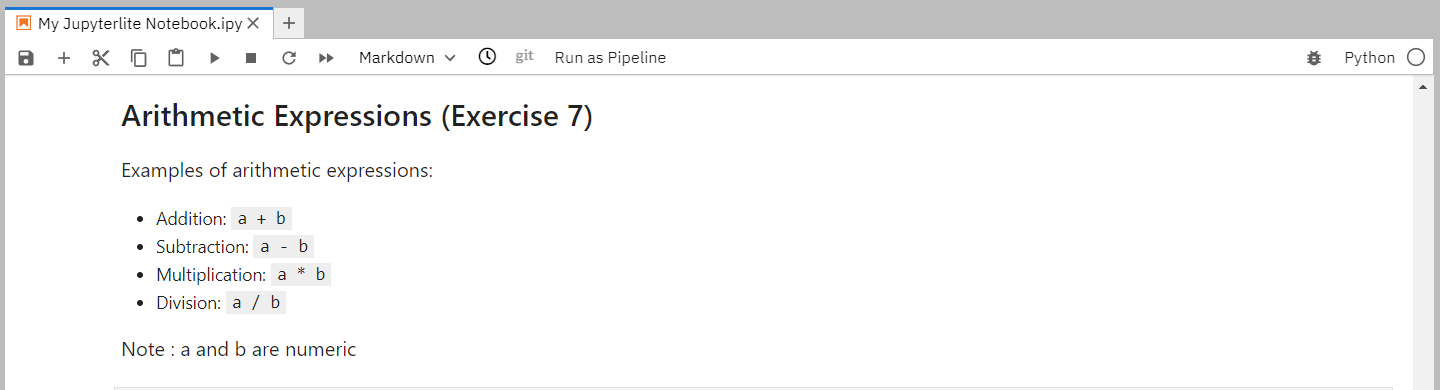 My Jupyterlite Notebook.ipy
Markdown
git
Run as Pipeline
Python
Arithmetic Expressions (Exercise 7)
Examples of arithmetic expressions:
Addition: a + b
Subtraction: a - b
Multiplication: a * b
Division: a / b
Note : a and b are numeric